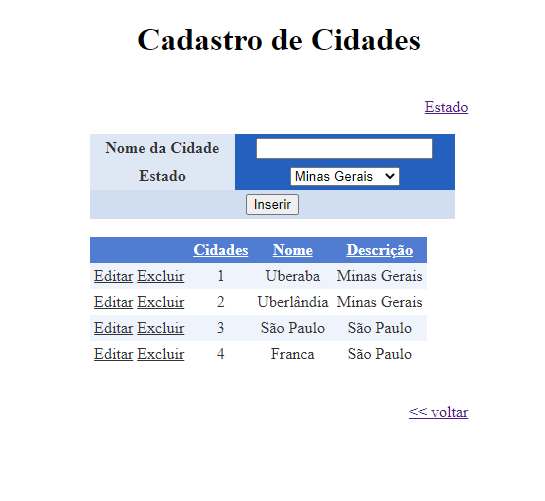 Cadastro de Cidades
Estado
Nome da Cidade
Estado Minas Gerais
Inserir
Cidades Nome Descrição
Editar Excluir 1 Uberaba Minas Gerais
Editar Excluir 2 Uberlândia Minas Gerais
Editar Excluir 3 São Paulo São Paulo
Editar Excluir 4 Franca São Paulo
<< voltar